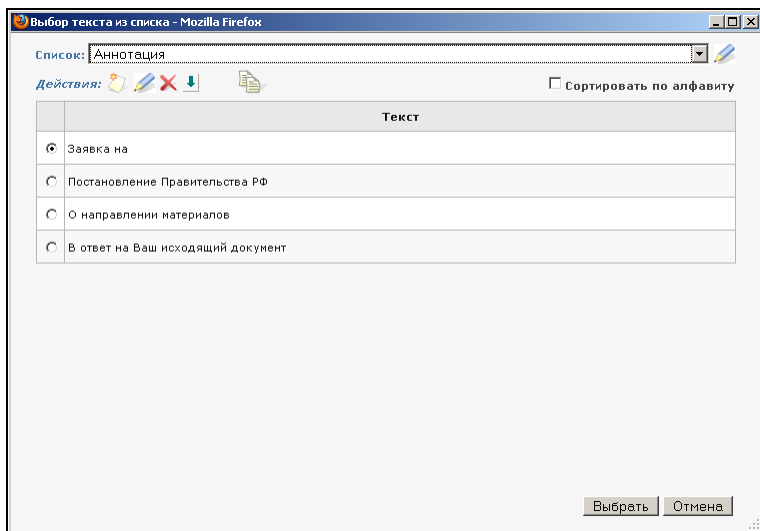 Выбор текста из списка - Mozilla Firefox
Список: Аннотация
Действия:
Сортировать по алфавиту
Текст
Заявка на
Постановление Правительства РФ
О направлении материалов
В ответ на Ваш исходящий документ
Выбрать Отмена